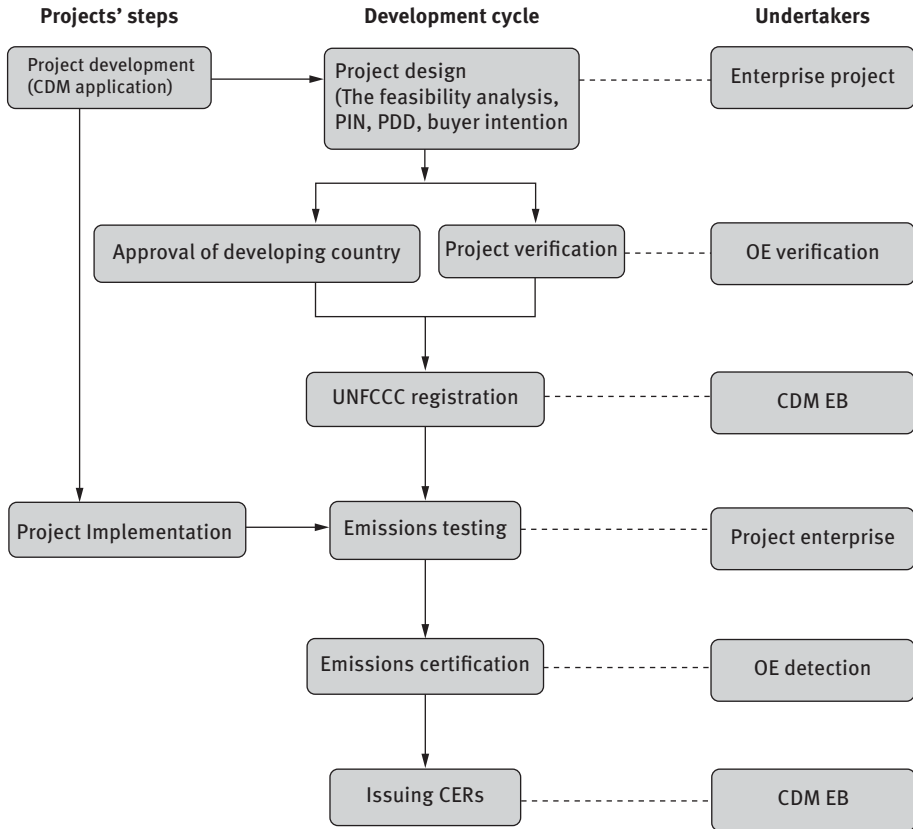 Projects’ steps
Development cycle
Undertakers
Project development
(CDM application)
Project design
(The feasibility analysis,
PIN, PDD, buyer intention
Enterprise project
Approval of developing country
Project verification
OE verification
UNFCCC registration
CDM EB
Project Implementation
Emissions testing
Project enterprise
Emissions certification
OE detection
Issuing CERs
CDM EB